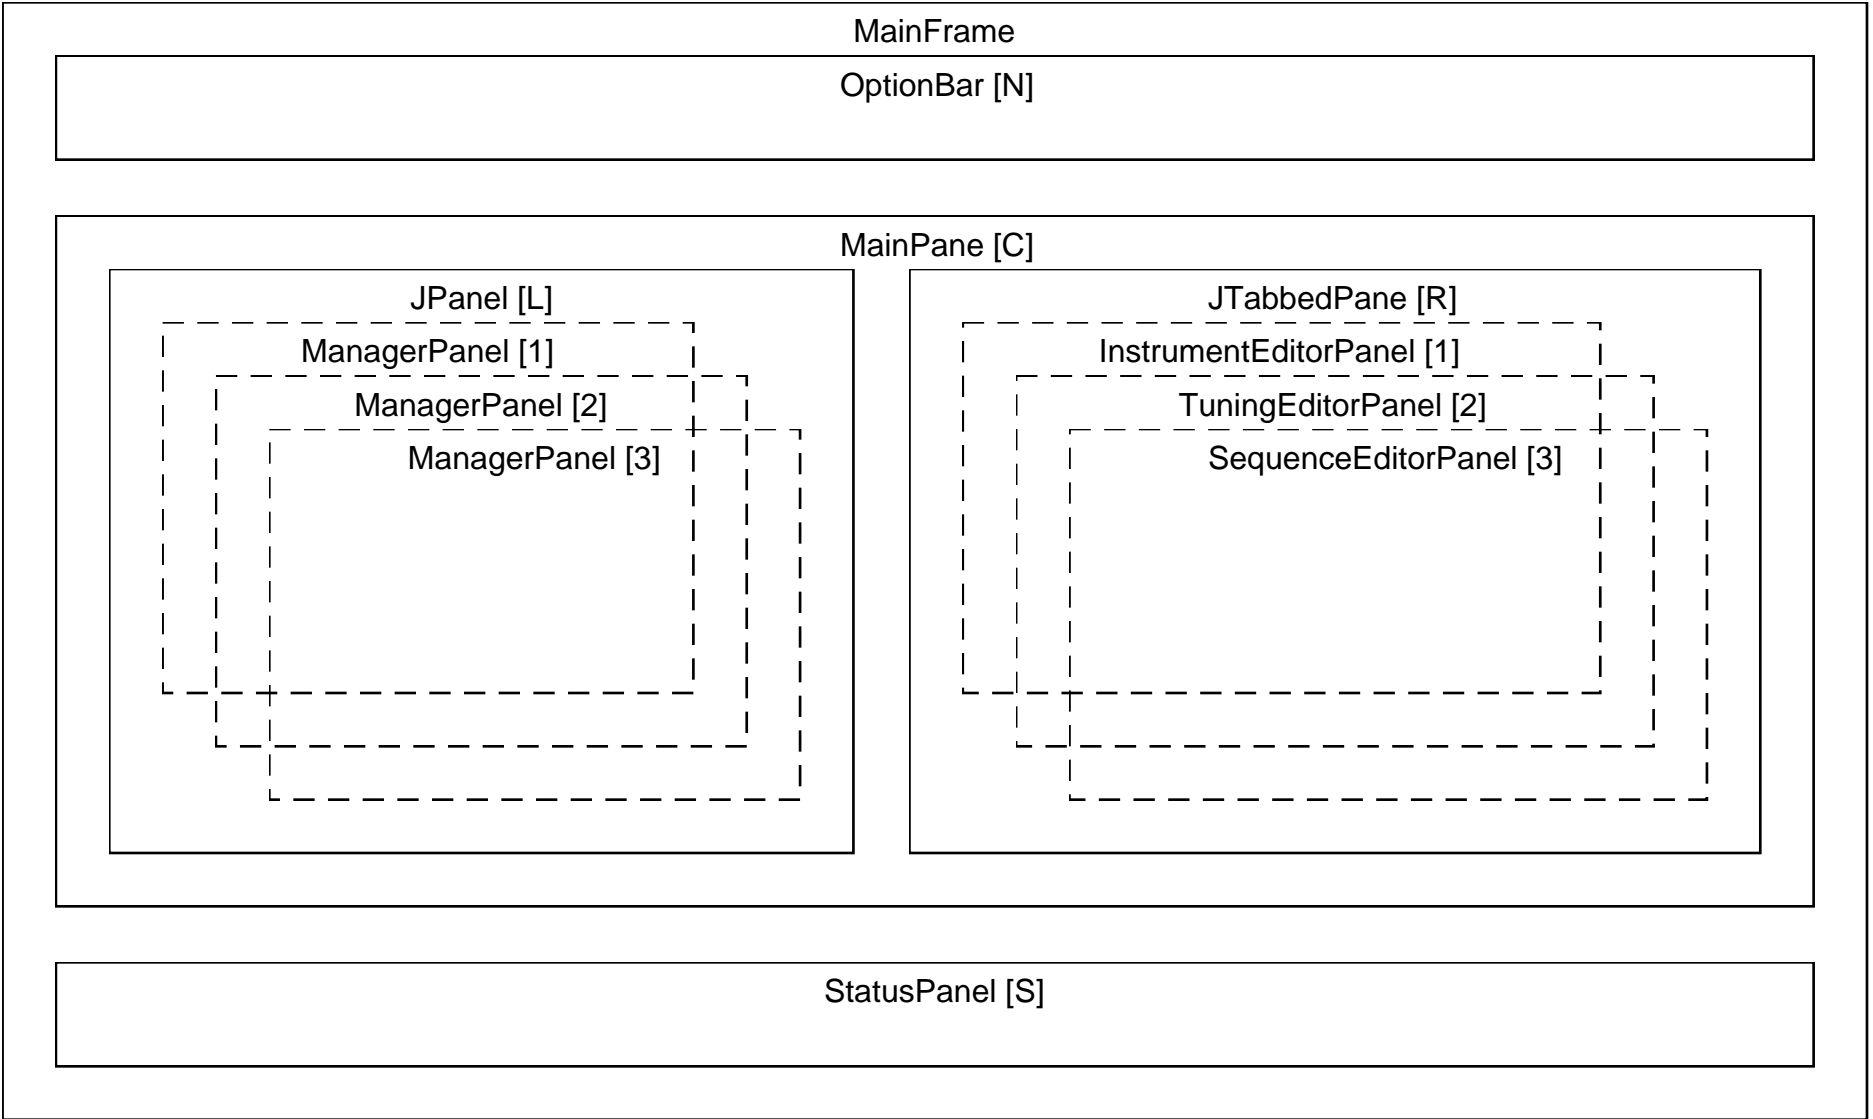 MainFrame
OptionBar [N]
MainPane [C]
JPanel [L]
ManagerPanel [1]
ManagerPanel [2]
ManagerPanel [3]
JTabbedPane [R]
InstrumentEditorPanel [1]
TuningEditorPanel [2]
SequenceEditorPanel [3]
StatusPanel [S]